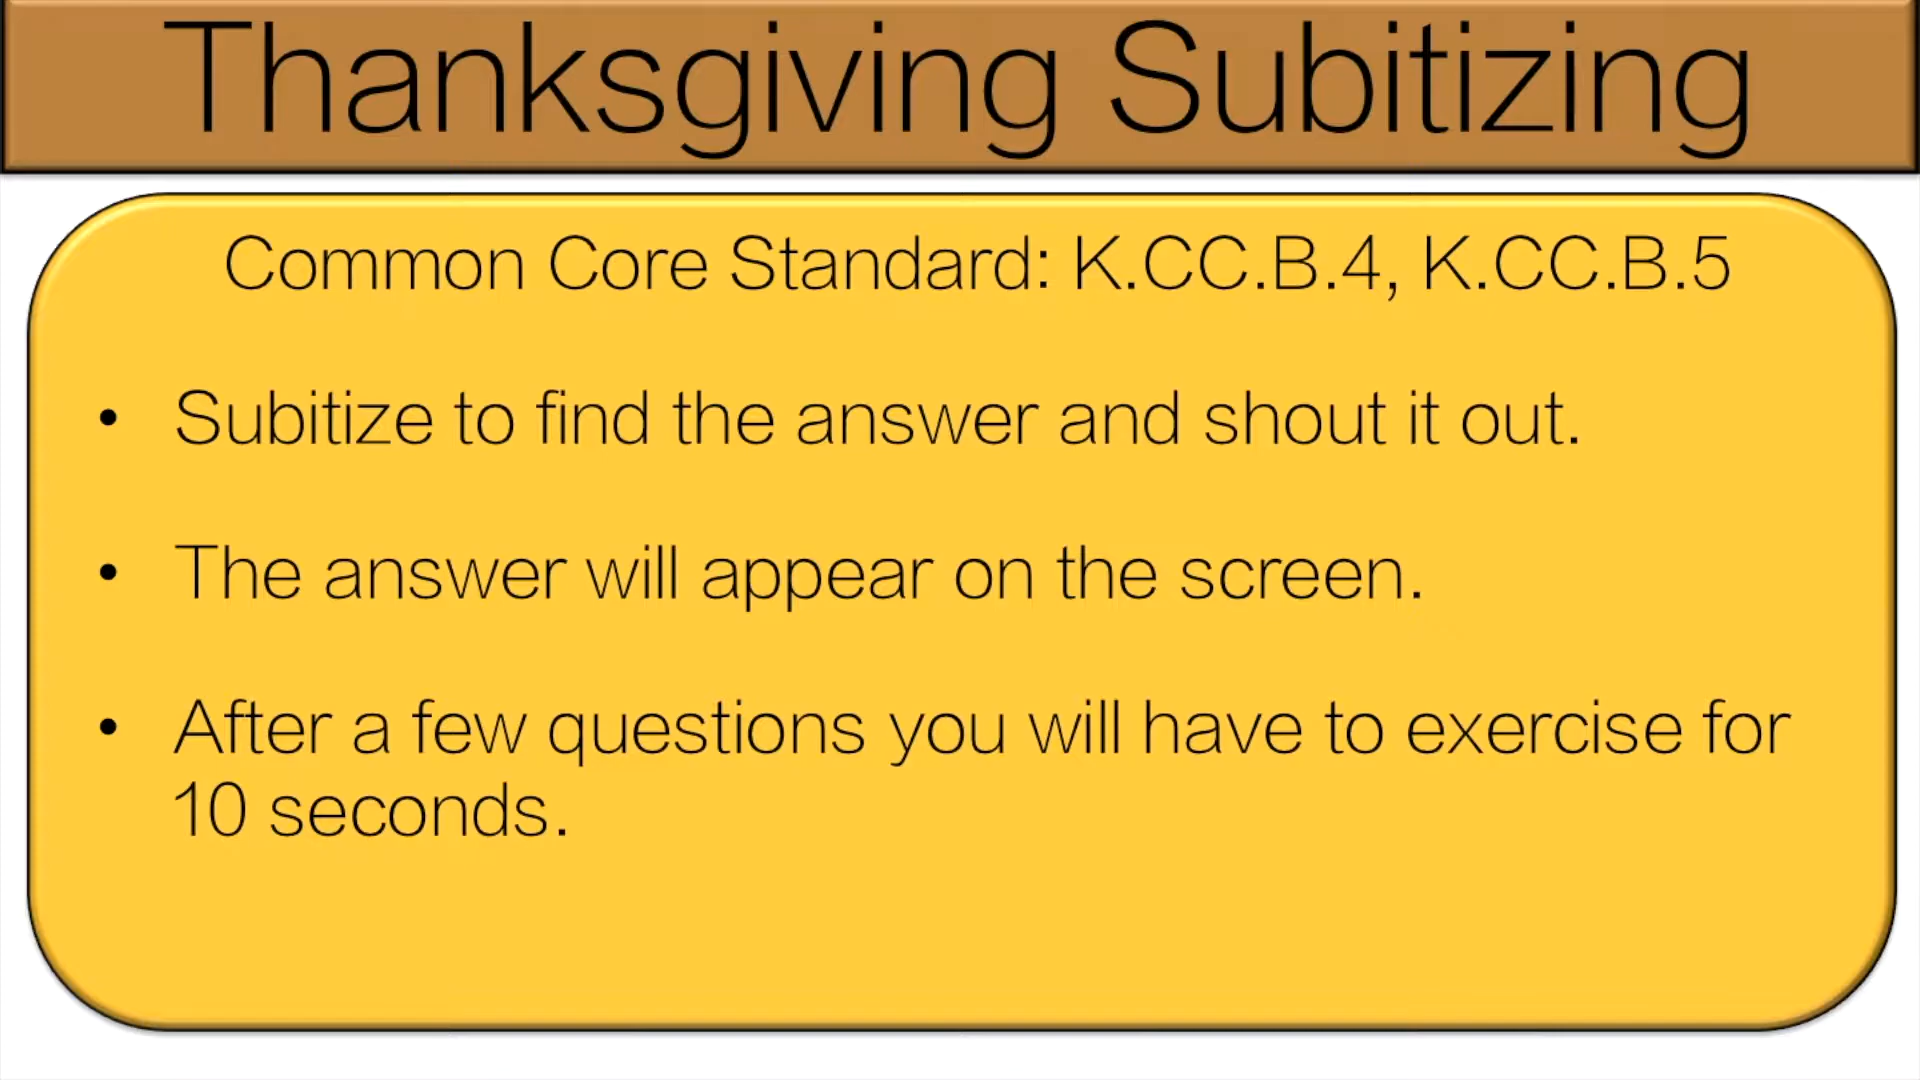 Thanksgiving Subitizing
Common Core Standard: K.CC.B.4, K.CC.B.5
• Subitize to find the answer and shout it out.
• The answer will appear on the screen.
• After a few questions you will have to exercise for
10 seconds.